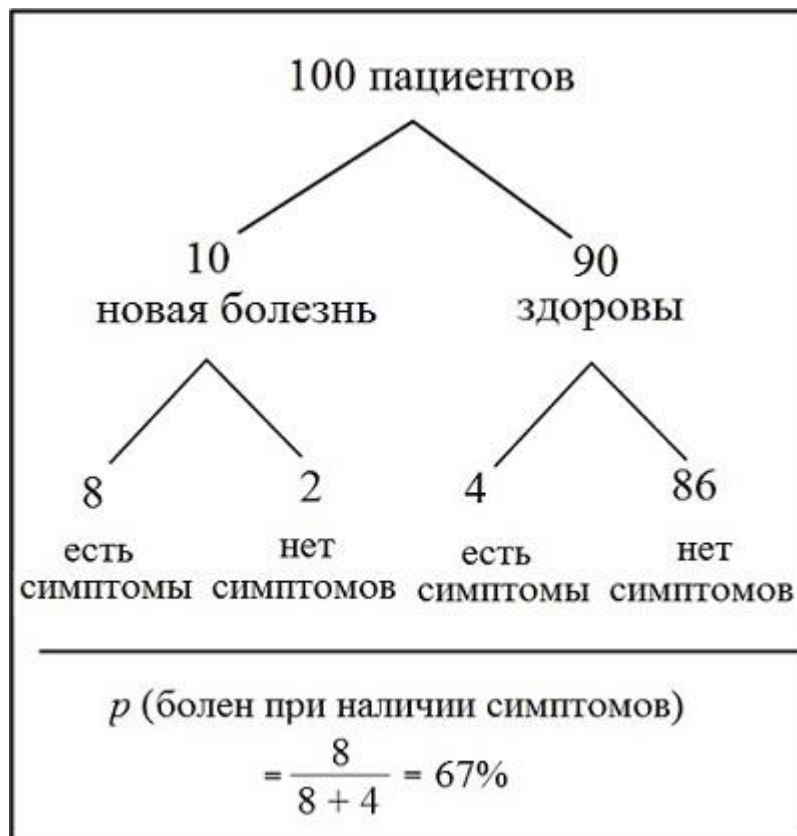 100 пациентов
10 90
новая болезнь здоровы
8 2 4 86
есть нет есть нет
симптомы симптомов симптомы симптомов
p (болен при наличии симптомов)
= 8 / (8 + 4) = 67%